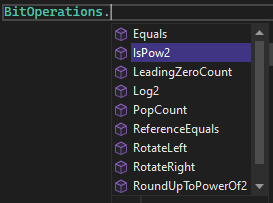 BitOperations.
Equals
IsPow2
LeadingZeroCount
Log2
PopCount
ReferenceEquals
RotateLeft
RotateRight
RoundUpToPowerOf2